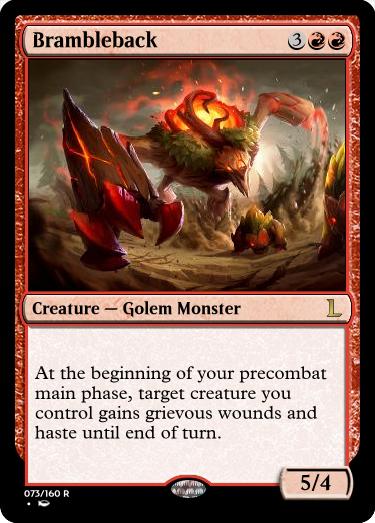 Brambleback 3
Creature — Golem Monster L
At the beginning of your precombat
main phase, target creature you
control gains grievous wounds and
haste until end of turn.
5/4
073/160 R